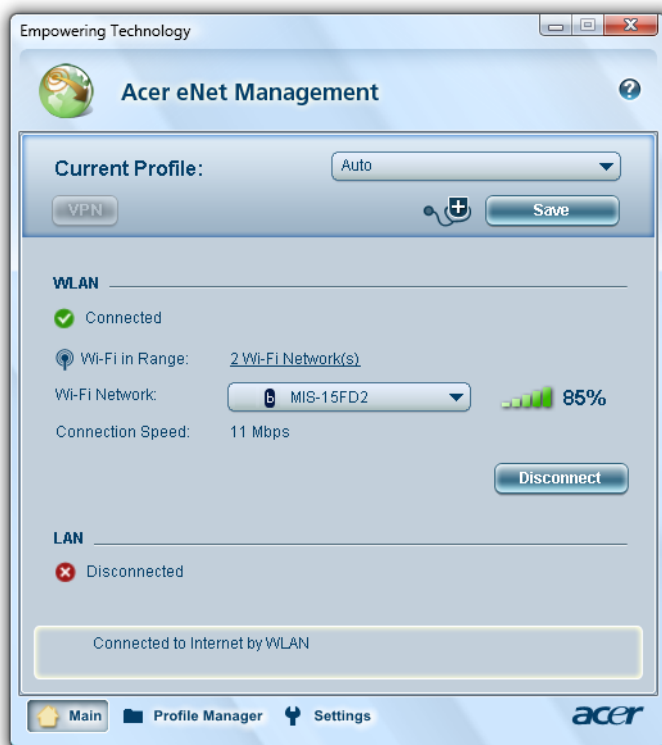 Empowering Technology
Acer eNet Management
Current Profile: Auto
VPN Save
WLAN
Connected
Wi-Fi in Range: 2 Wi-Fi Network(s)
Wi-Fi Network: b MIS-15FD2 85%
Connection Speed: 11 Mbps
Disconnect
LAN
Disconnected
Connected to Internet by WLAN
Main Profile Manager Settings acer